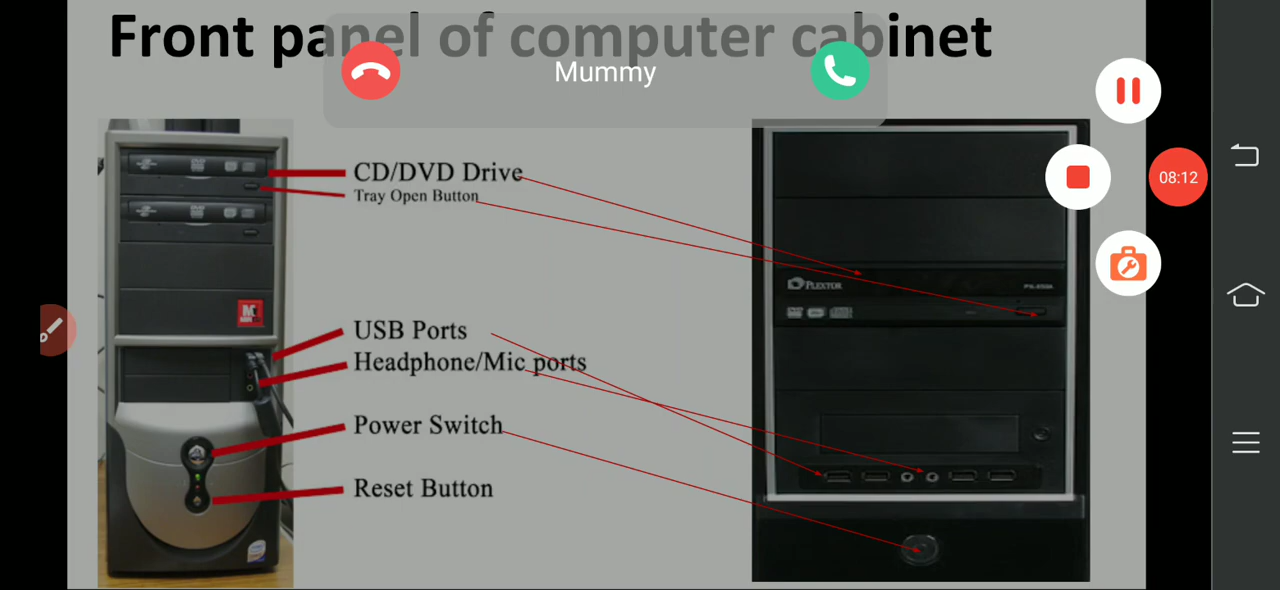 Front panel of computer cabinet
Mummy
08:12
CD/DVD Drive
Tray Open Button
PLEXTOR
USB Ports
Headphone/Mic ports
Power Switch
Reset Button